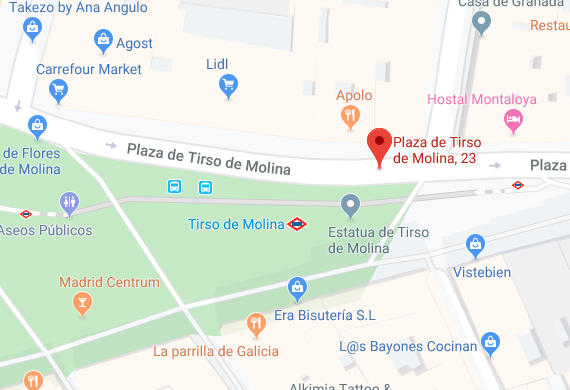 Takezo by Ana Angulo
Casa de Granada
Agost
Restau
Carrefour Market
Lidl
Apolo
Hostal Montaloya
Plaza de Tirso
de Molina, 23
de Flores
de Molina
Plaza de Tirso de Molina
Plaza
Aseos Públicos
Tirso de Molina
Estatua de Tirso
de Molina
Vistebien
Madrid Centrum
Era Bisutería S.L
La parrilla de Galicia
L@s Bayones Cocinan
Alkimia Tattoo &